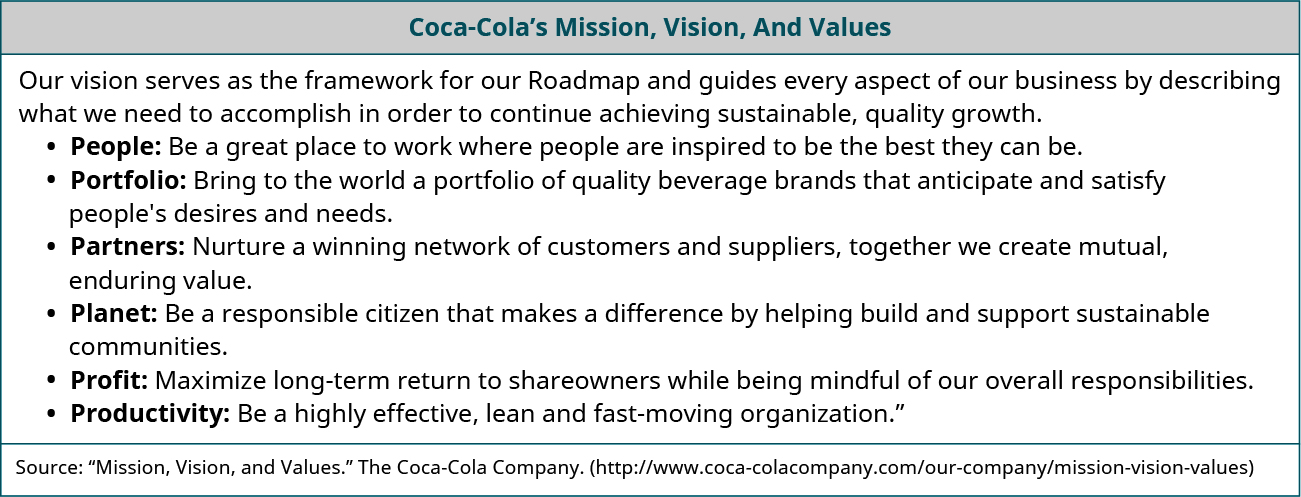 Coca-Cola’s Mission, Vision, And Values
Our vision serves as the framework for our Roadmap and guides every aspect of our business by describing
what we need to accomplish in order to continue achieving sustainable, quality growth.
• People: Be a great place to work where people are inspired to be the best they can be.
• Portfolio: Bring to the world a portfolio of quality beverage brands that anticipate and satisfy
people's desires and needs.
• Partners: Nurture a winning network of customers and suppliers, together we create mutual,
enduring value.
• Planet: Be a responsible citizen that makes a difference by helping build and support sustainable
communities.
• Profit: Maximize long-term return to shareowners while being mindful of our overall responsibilities.
• Productivity: Be a highly effective, lean and fast-moving organization.”
Source: “Mission, Vision, and Values.” The Coca-Cola Company. (http://www.coca-colacompany.com/our-company/mission-vision-values)